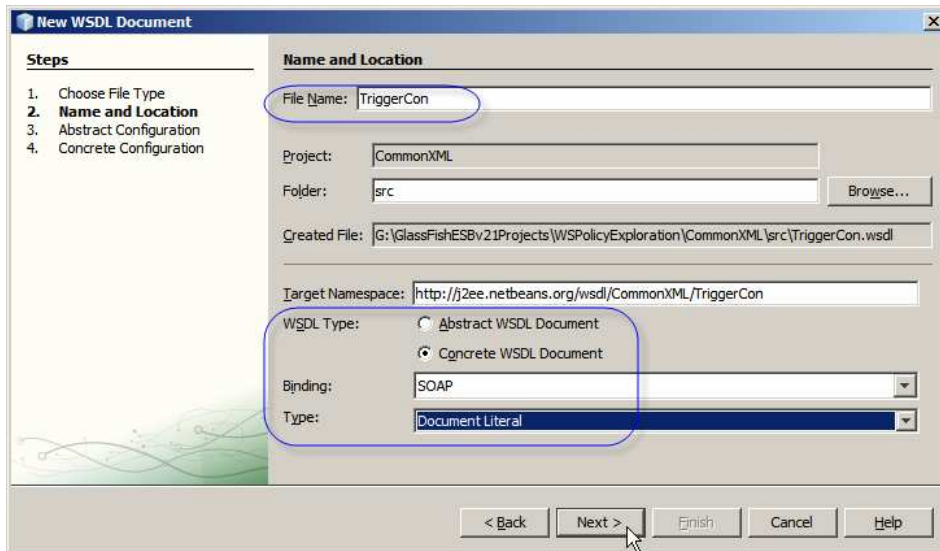 New WSDL Document
Steps
1. Choose File Type
2. Name and Location
3. Abstract Configuration
4. Concrete Configuration
Name and Location
File Name: TriggerCon
Project: CommonXML
Folder: src Browse...
Created File: G:\GlassFishESBv21Projects\WSPolicyExploration\CommonXML\src\TriggerCon.wsdl
Target Namespace: http://j2ee.netbeans.org/wsdl/CommonXML/TriggerCon
WSDL Type: Abstract WSDL Document
Concrete WSDL Document
Binding: SOAP
Type: Document Literal
< Back Next > Finish Cancel Help